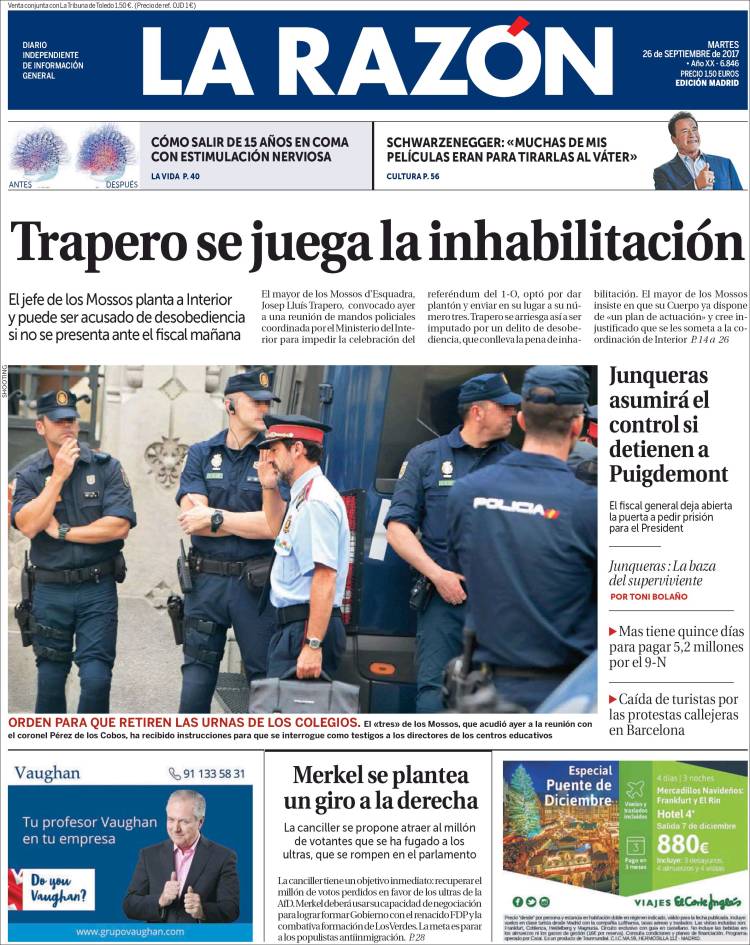 Venta conjunta con La Tribuna de Toledo 1,50 €. (Precio de ref. OJD 1 €)
DIARIO
INDEPENDIENTE
DE INFORMACIÓN
GENERAL
LA RAZÓN
MARTES
26 de SEPTIEMBRE de 2017
• Año XX - 6.846
PRECIO 1,50 EUROS
EDICIÓN MADRID
ANTES
DESPUÉS
CÓMO SALIR DE 15 AÑOS EN COMA
CON ESTIMULACIÓN NERVIOSA
LA VIDA P. 40
SCHWARZENEGGER: «MUCHAS DE MIS
PELÍCULAS ERAN PARA TIRARLAS AL VÁTER»
CULTURA P. 56
Trapero se juega la inhabilitación
El jefe de los Mossos planta a Interior
y puede ser acusado de desobediencia
si no se presenta ante el fiscal mañana
El mayor de los Mossos d'Esquadra,
Josep Lluís Trapero, convocado ayer
a una reunión de mandos policiales
coordinada por el Ministerio del Inte-
rior para impedir la celebración del
referéndum del 1-O, optó por dar
plantón y enviar en su lugar a su nú-
mero tres. Trapero se arriesga así a ser
imputado por un delito de desobe-
diencia, que conlleva la pena de inha-
bilitación. El mayor de los Mossos
insiste en que su Cuerpo ya dispone
de «un plan de actuación» y cree in-
justificado que se les someta a la co-
ordinación de Interior P. 14 a 26
SHOOTING
POLICIA
Junqueras
asumirá el
control si
detienen a
Puigdemont
El fiscal general deja abierta
la puerta a pedir prisión
para el President
Junqueras: La baza
del superviviente
POR TONI BOLAÑO
Mas tiene quince días
para pagar 5,2 millones
por el 9-N
Caída de turistas por
las protestas callejeras
en Barcelona
ORDEN PARA QUE RETIREN LAS URNAS DE LOS COLEGIOS. El «tres» de los Mossos, que acudió ayer a la reunión con
el coronel Pérez de los Cobos, ha recibido instrucciones para que se interrogue como testigos a los directores de los centros educativos
Vaughan
91 133 58 31
Tu profesor Vaughan
en tu empresa
Do you
Vaughan?
www.grupovaughan.com
Merkel se plantea
un giro a la derecha
La canciller se propone atraer al millón
de votantes que se ha fugado a los
ultras, que se rompen en el parlamento
La canciller tiene un objetivo inmediato: recuperar el
millón de votos perdidos en favor de los ultras de la
AfD. Merkel deberá usar su capacidad de negociación
para lograr formar Gobierno con el renacido FDP y la
combativa formación de Los Verdes. La meta es parar
a los populistas antiinmigración. P. 28
Especial
Puente de
Diciembre
Vuelos y
traslados
incluidos
Pago en
3 meses
4 días | 3 noches
Mercadillos Navideños:
Frankfurt y El Rin
Hotel 4*
Salida 7 de diciembre
880€
Incluye: 3 desayunos,
4 almuerzos y 4 visitas
VIAJES El Corte Inglés